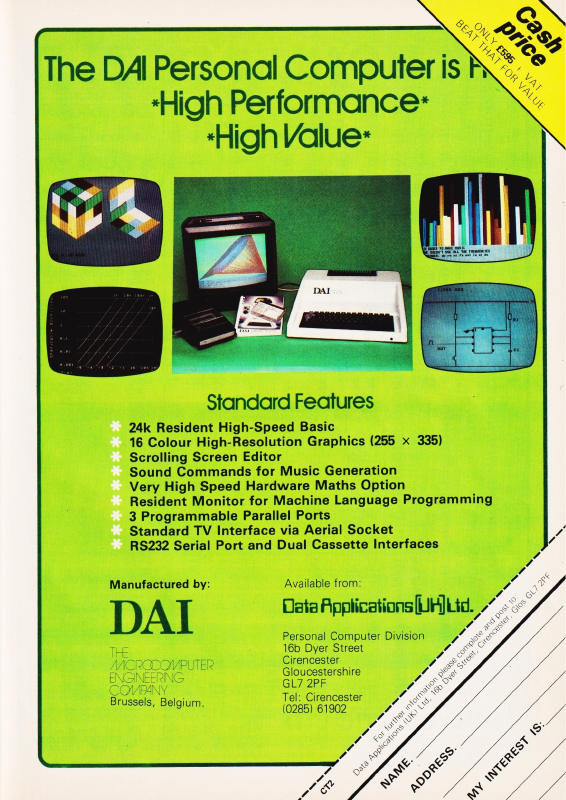 Cash
price
ONLY £595 + VAT
BEAT THAT FOR VALUE
The DAI Personal Computer is H
*High Performance*
*High Value*
DAI
Standard Features
* 24k Resident High-Speed Basic
* 16 Colour High-Resolution Graphics (255 × 335)
* Scrolling Screen Editor
* Sound Commands for Music Generation
* Very High Speed Hardware Maths Option
* Resident Monitor for Machine Language Programming
* 3 Programmable Parallel Ports
* Standard TV Interface via Aerial Socket
* RS232 Serial Port and Dual Cassette Interfaces
Manufactured by:
DAI
THE
MICROCOMPUTER
ENGINEERING
COMPANY
Brussels, Belgium.
Available from:
Data Applications (UK) Ltd.
Personal Computer Division
16b Dyer Street
Cirencester
Gloucestershire
GL7 2PF
Tel: Cirencester
(0285) 61902
For further information please complete and post to
Data Applications (UK) Ltd, 16b Dyer Street, Cirencester, Glos GL7 2PF
NAME.
ADDRESS.
MY INTEREST IS:
CT2